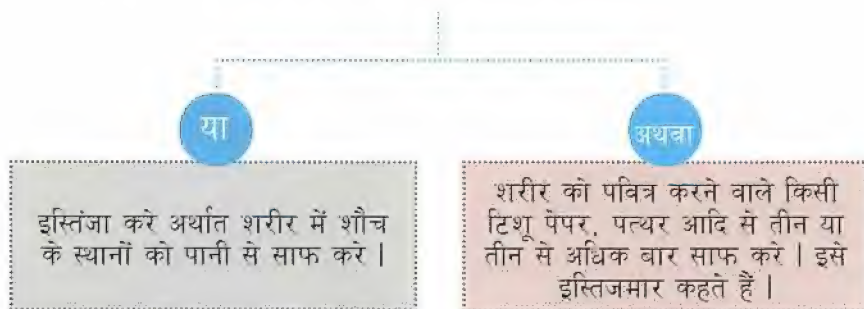 या
अथवा
इस्तिंजा करे अर्थात शरीर में शौच
के स्थानों को पानी से साफ करे |
शरीर को पवित्र करने वाले किसी
टिशू पेपर, पत्थर आदि से तीन या
तीन से अधिक बार साफ करे | इसे
इस्तिजमार कहते हैं |